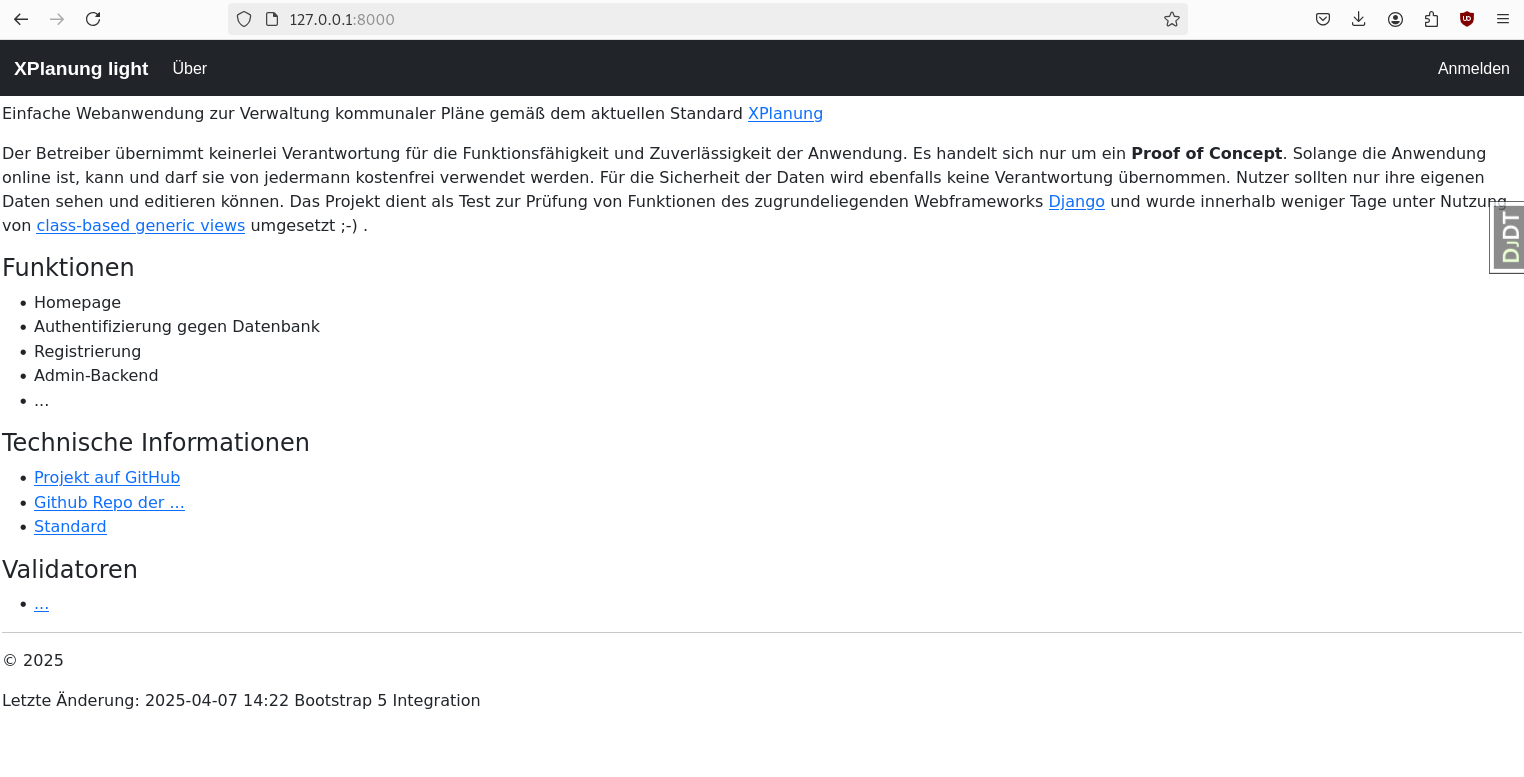 127.0.0.1:8000
XPlanung light Über Anmelden
Einfache Webanwendung zur Verwaltung kommunaler Pläne gemäß dem aktuellen Standard XPlanung
Der Betreiber übernimmt keinerlei Verantwortung für die Funktionsfähigkeit und Zuverlässigkeit der Anwendung. Es handelt sich nur um ein Proof of Concept. Solange die Anwendung
online ist, kann und darf sie von jedermann kostenfrei verwendet werden. Für die Sicherheit der Daten wird ebenfalls keine Verantwortung übernommen. Nutzer sollten nur ihre eigenen
Daten sehen und editieren können. Das Projekt dient als Test zur Prüfung von Funktionen des zugrundeliegenden Webframeworks Django und wurde innerhalb weniger Tage unter Nutzung
von class-based generic views umgesetzt ;-) .
DJDT
Funktionen
• Homepage
• Authentifizierung gegen Datenbank
• Registrierung
• Admin-Backend
• ...
Technische Informationen
• Projekt auf GitHub
• Github Repo der ...
• Standard
Validatoren
• ...
© 2025
Letzte Änderung: 2025-04-07 14:22 Bootstrap 5 Integration